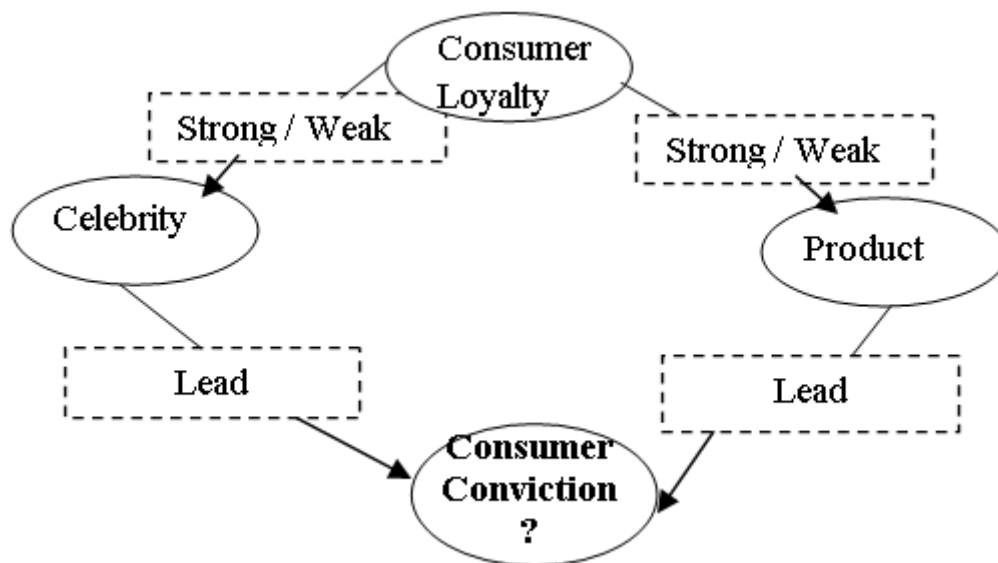 Consumer
Loyalty
Strong / Weak
Strong / Weak
Celebrity
Product
Lead
Lead
Consumer
Conviction
?